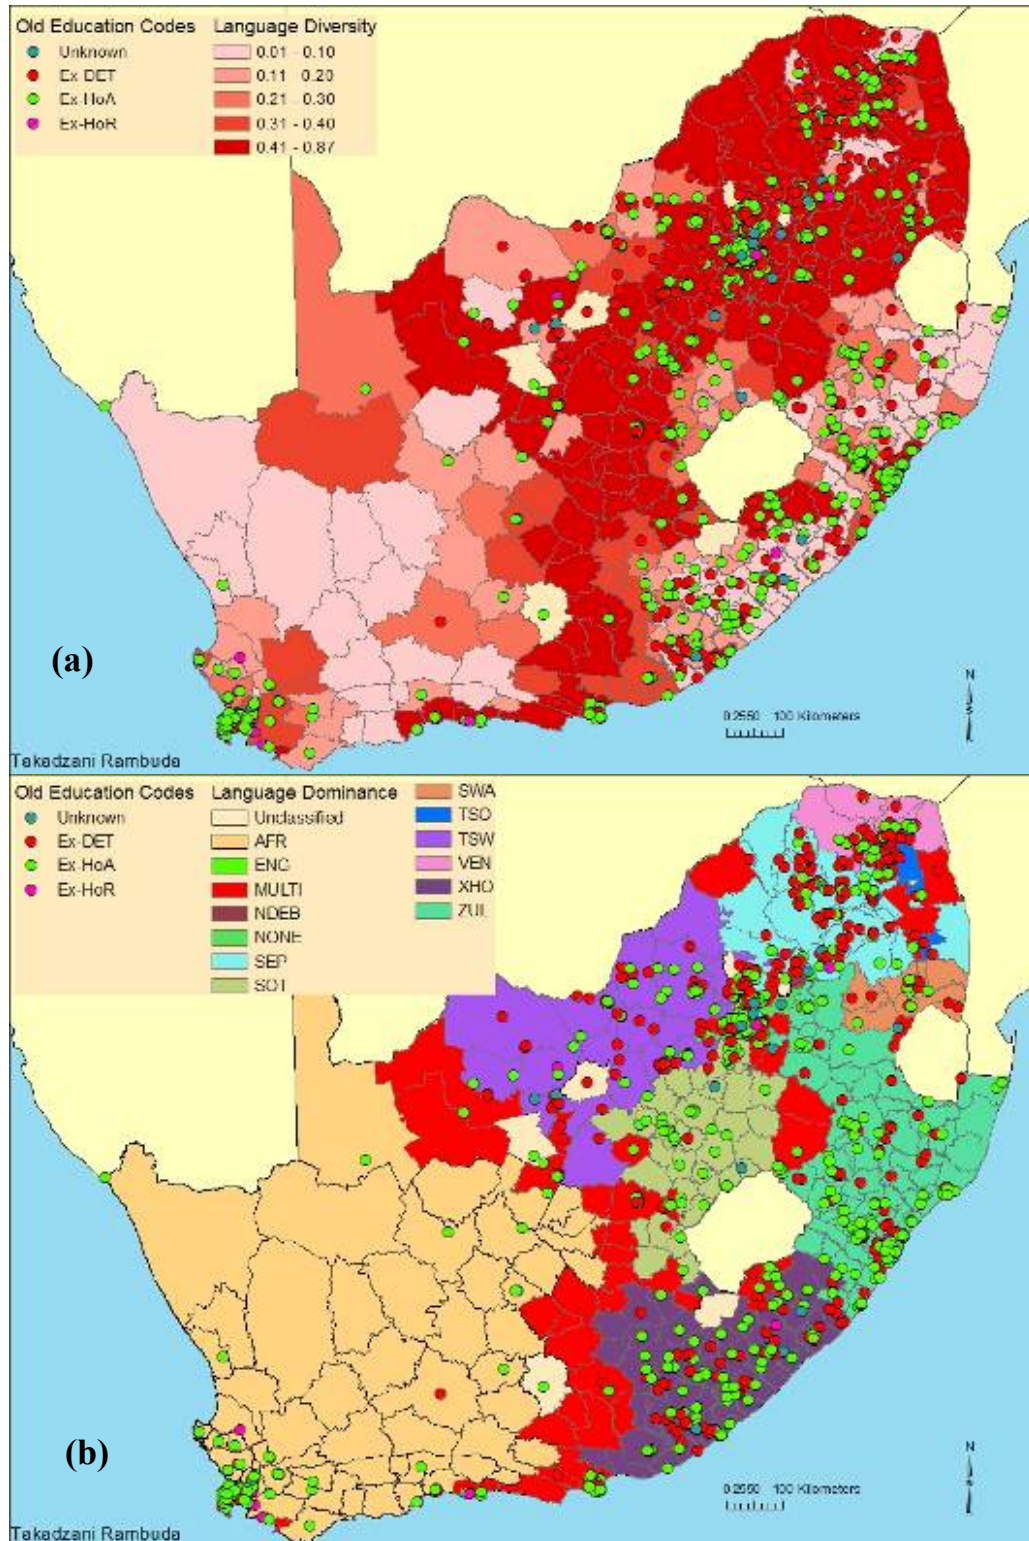 Old Education Codes
Unknown
Ex-DET
Ex-HoA
Ex-HoR
Language Diversity
0.01 - 0.10
0.11 - 0.20
0.21 - 0.30
0.31 - 0.40
0.41 - 0.87
(a)
N
100 Kilometers
Takadzani Rambuda
Old Education Codes
Unknown
Ex-DET
Ex-HoA
Ex-HoR
Language Dominance
Unclassified
AFR
ENG
MULTI
NDEB
NONE
SEP
SOT
SWA
TSO
TSW
VEN
XHO
ZUL
(b)
N
100 Kilometers
Takadzani Rambuda